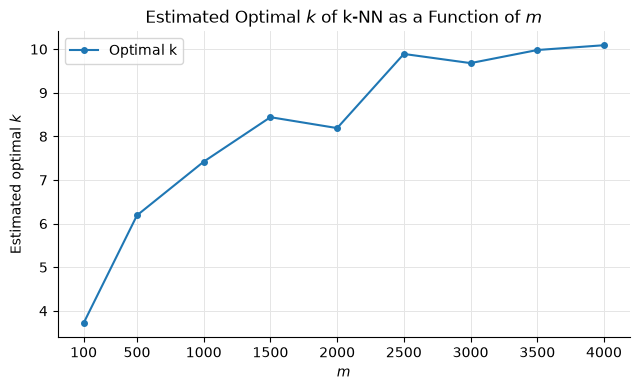 Estimated Optimal k of k-NN as a Function of m
Optimal k
Estimated optimal k
10
9
8
7
6
5
4
100 500 1000 1500 2000 2500 3000 3500 4000
m